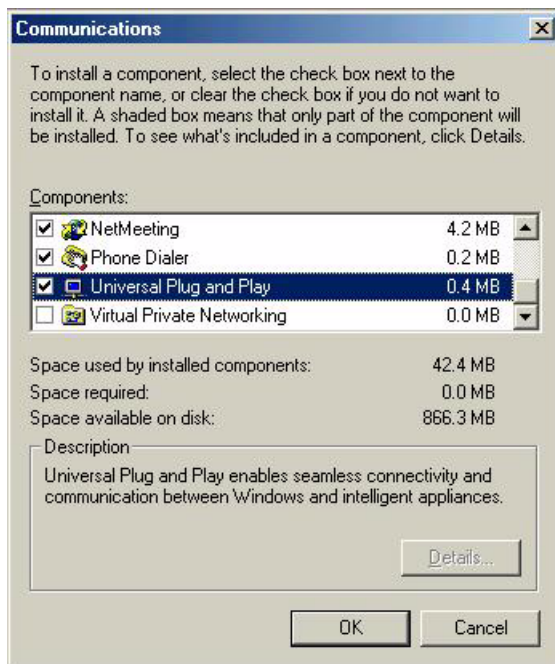 Communications
To install a component, select the check box next to the
component name, or clear the check box if you do not want to
install it. A shaded box means that only part of the component will
be installed. To see what's included in a component, click Details.
Components:
NetMeeting 4.2 MB
Phone Dialer 0.2 MB
Universal Plug and Play 0.4 MB
Virtual Private Networking 0.0 MB
Space used by installed components: 42.4 MB
Space required: 0.0 MB
Space available on disk: 866.3 MB
Description
Universal Plug and Play enables seamless connectivity and
communication between Windows and intelligent appliances.
Details...
OK Cancel